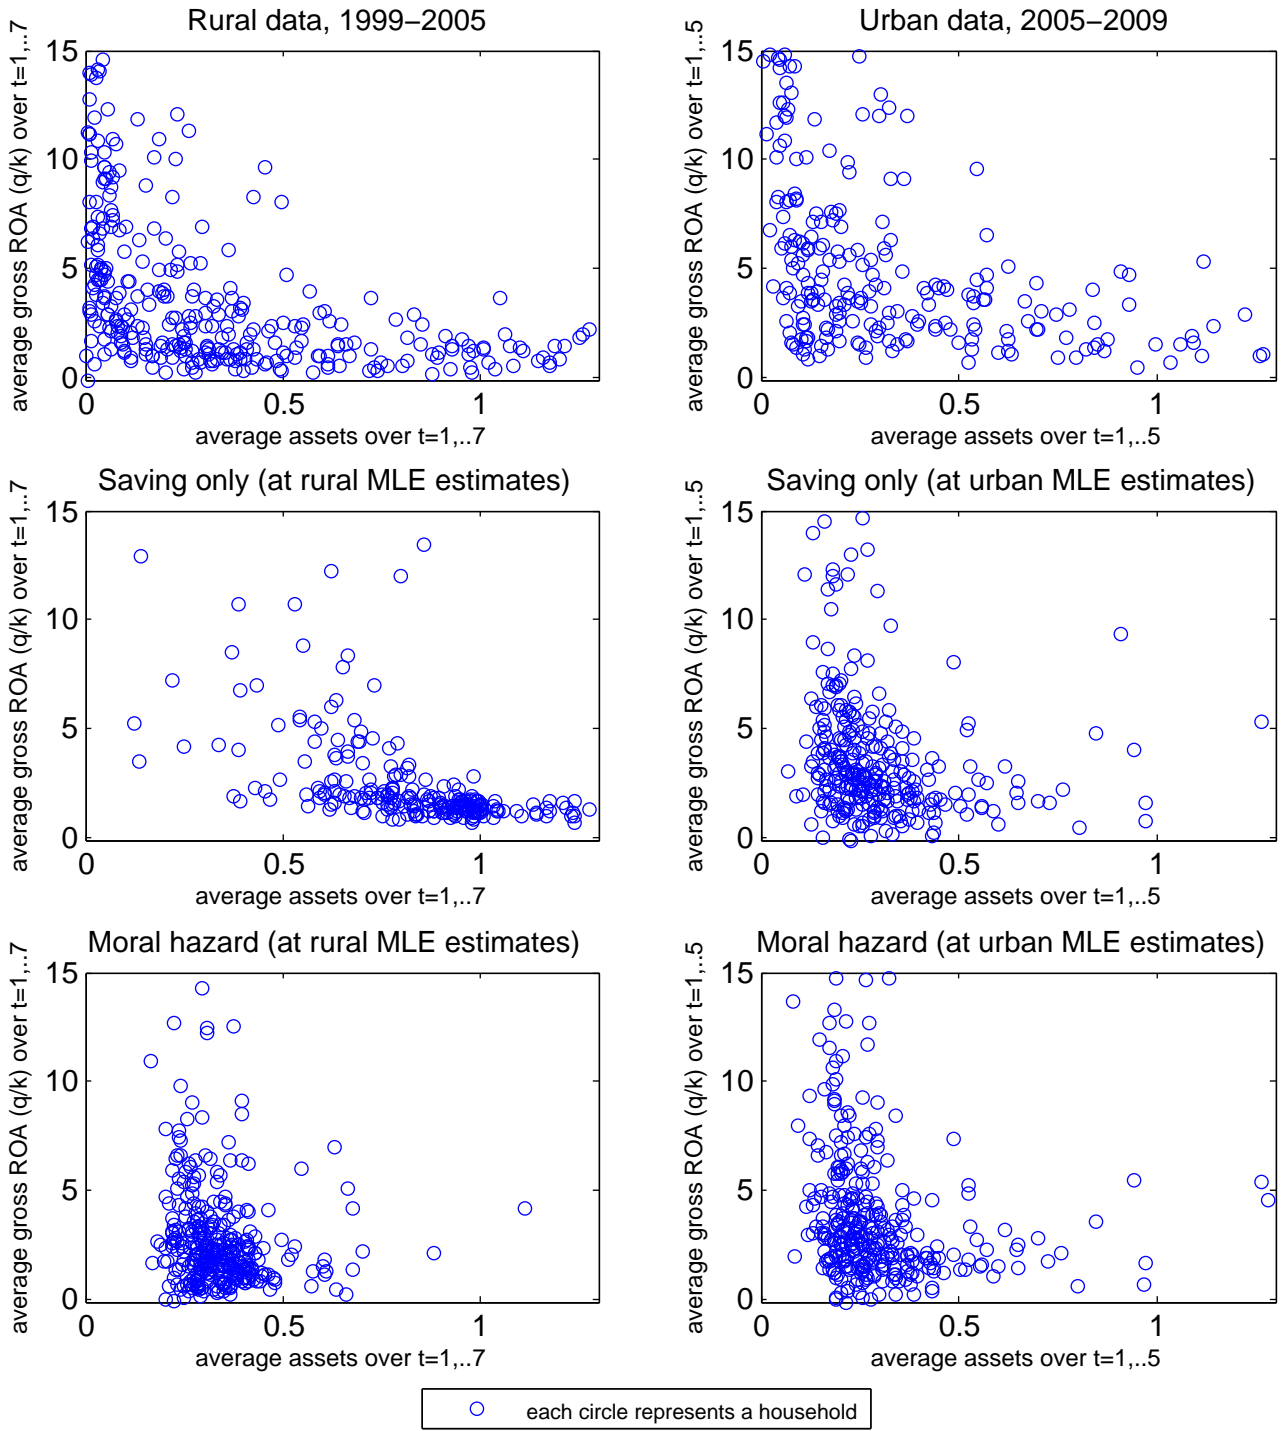 Rural data, 1999−2005
average gross ROA (q/k) over t=1,..7
15
10
5
0
0
0.5
1
average assets over t=1,..7
Urban data, 2005−2009
average gross ROA (q/k) over t=1,..5
15
10
5
0
0
0.5
1
average assets over t=1,..5
Saving only (at rural MLE estimates)
average gross ROA (q/k) over t=1,..7
15
10
5
0
0
0.5
1
average assets over t=1,..7
Saving only (at urban MLE estimates)
average gross ROA (q/k) over t=1,..5
15
10
5
0
0
0.5
1
average assets over t=1,..5
Moral hazard (at rural MLE estimates)
average gross ROA (q/k) over t=1,..7
15
10
5
0
0
0.5
1
average assets over t=1,..7
Moral hazard (at urban MLE estimates)
average gross ROA (q/k) over t=1,..5
15
10
5
0
0
0.5
1
average assets over t=1,..5
each circle represents a household